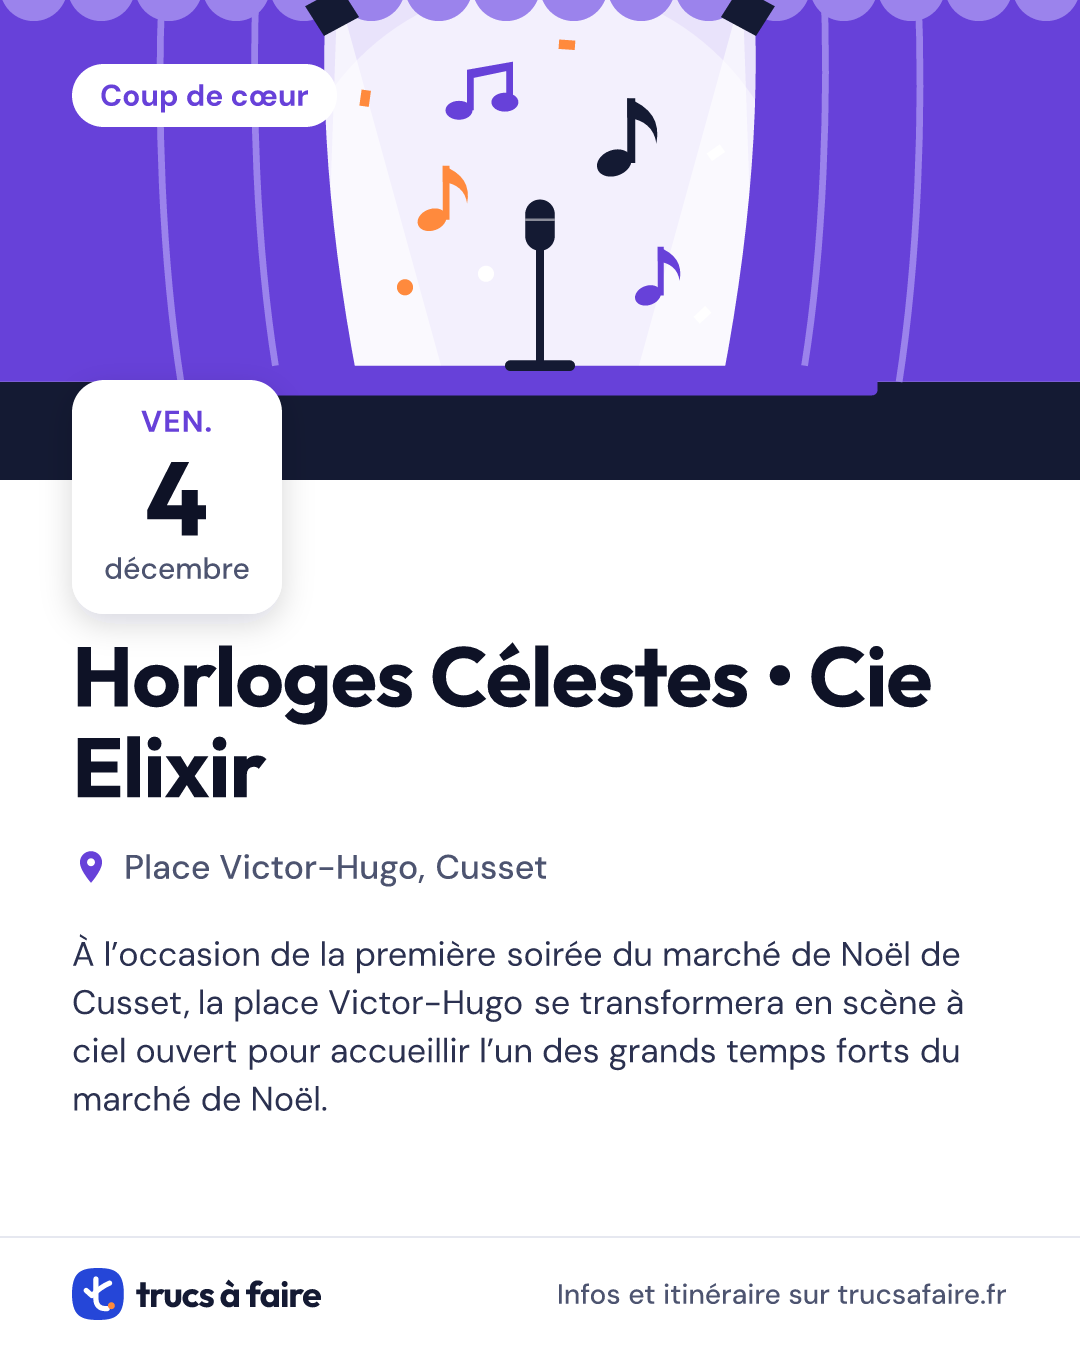 Coup de cœur
VEN.
4
décembre
Horloges Célestes • Cie
Elixir
Place Victor-Hugo, Cusset
À l’occasion de la première soirée du marché de Noël de
Cusset, la place Victor-Hugo se transformera en scène à
ciel ouvert pour accueillir l’un des grands temps forts du
marché de Noël.
trucs à faire
Infos et itinéraire sur trucsafaire.fr